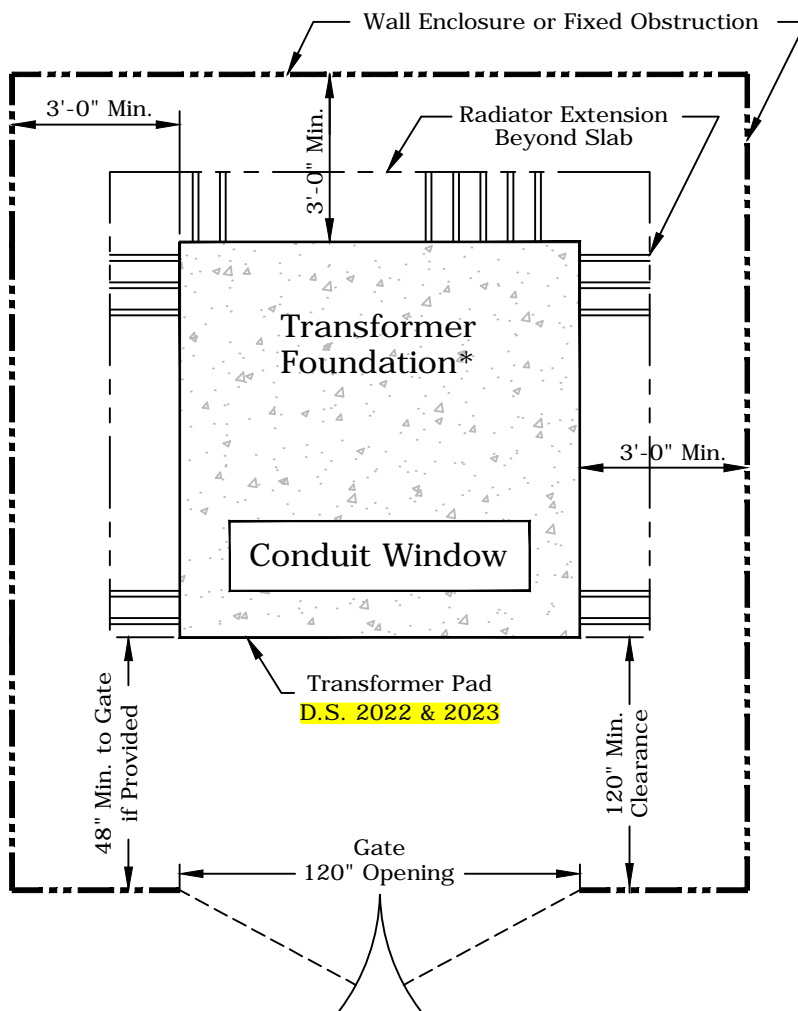 Wall Enclosure or Fixed Obstruction
3'-0" Min.
3'-0" Min.
Radiator Extension
Beyond Slab
Transformer
Foundation*
3'-0" Min.
Conduit Window
Transformer Pad
D.S. 2022 & 2023
48" Min. to Gate
if Provided
120" Min.
Clearance
Gate
120" Opening